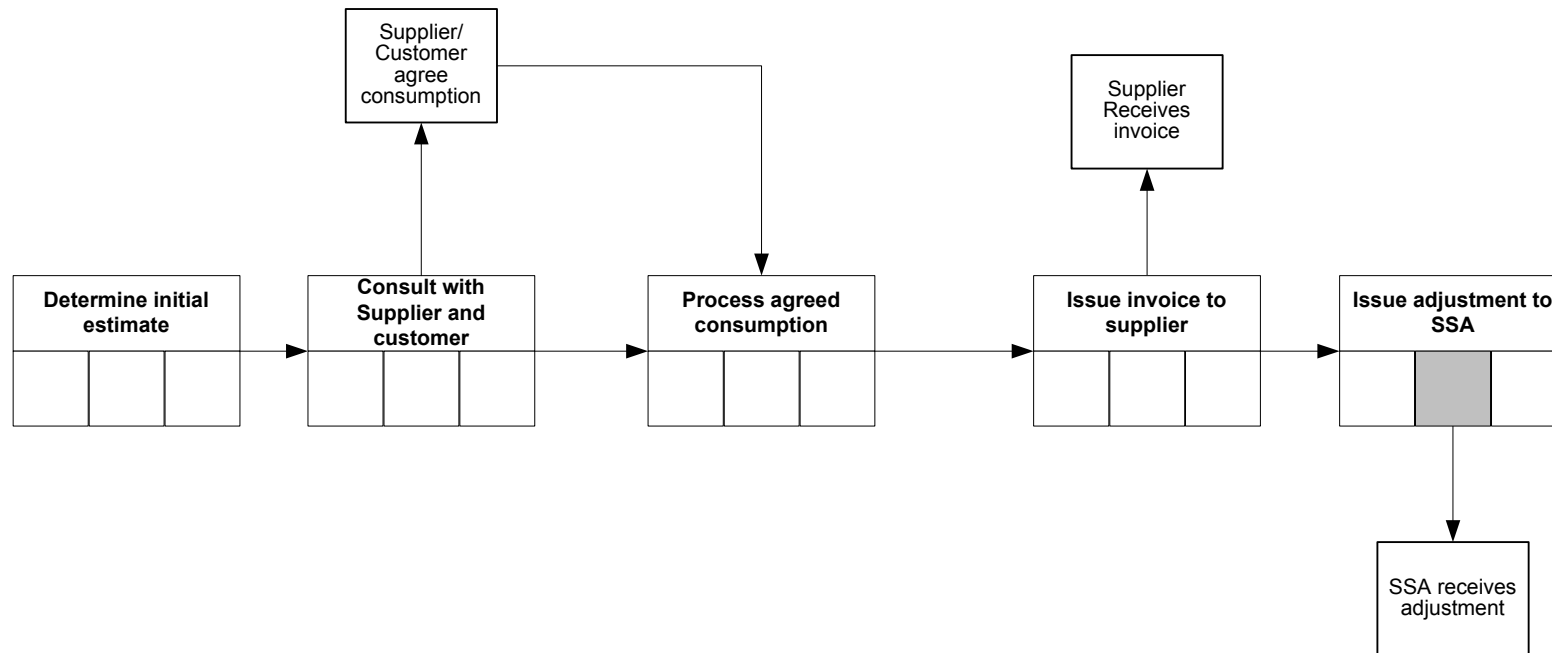 Supplier/
Customer
agree
consumption
Supplier
Receives
invoice
Determine initial
estimate
Consult with
Supplier and
customer
Process agreed
consumption
Issue invoice to
supplier
Issue adjustment to
SSA
SSA receives
adjustment